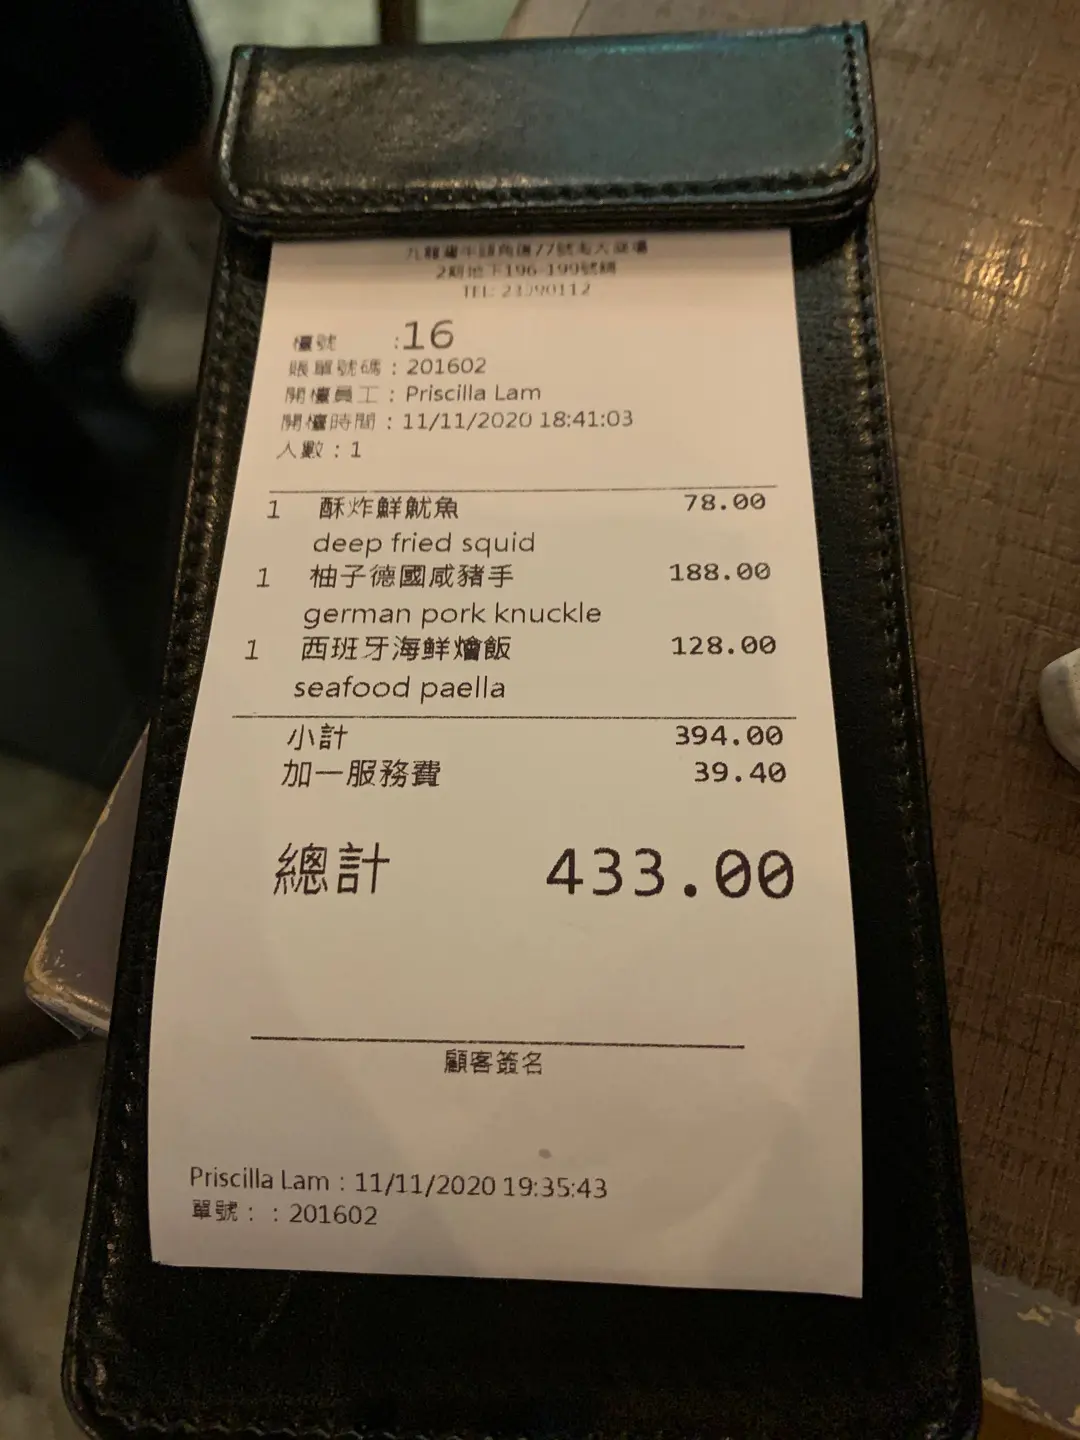 九龍灣牛頭角道77號淘大商場
2期地下196-199號舖
TEL: 23390112
檯號 :16
賬單號碼 : 201602
開檯員工 : Priscilla Lam
開檯時間 : 11/11/2020 18:41:03
人數 : 1
1 酥炸鮮魷魚 78.00
deep fried squid
1 柚子德國咸豬手 188.00
german pork knuckle
1 西班牙海鮮燴飯 128.00
seafood paella
小計 394.00
加一服務費 39.40
總計 433.00
顧客簽名
Priscilla Lam : 11/11/2020 19:35:43
單號 : : 201602